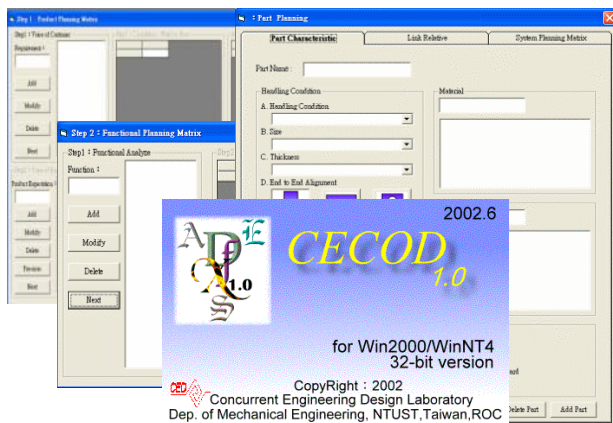 Step 1 : Product Planning Matrix
Step1 : Voice of Customer
Requirement :
Add
Modify
Delete
Next
Product Expectation :
Add
Modify
Delete
Previous
Next
Step 2 : Functional Planning Matrix
Step1 : Functional Analyze
Function :
Add
Modify
Delete
Next
: Part Planning
Part Characteristic
Link Relative
System Planning Matrix
Part Name :
Handling Condition
A. Handling Condition
B. Size
C. Thickness
D. End to End Alignment
Material
Delete Part
Add Part
2002.6
A D E
f
X 1.0
S
CECOD
1.0
for Win2000/WinNT4
32-bit version
CopyRight : 2002
CED
Concurrent Engineering Design Laboratory
Dep. of Mechanical Engineering, NTUST,Taiwan,ROC